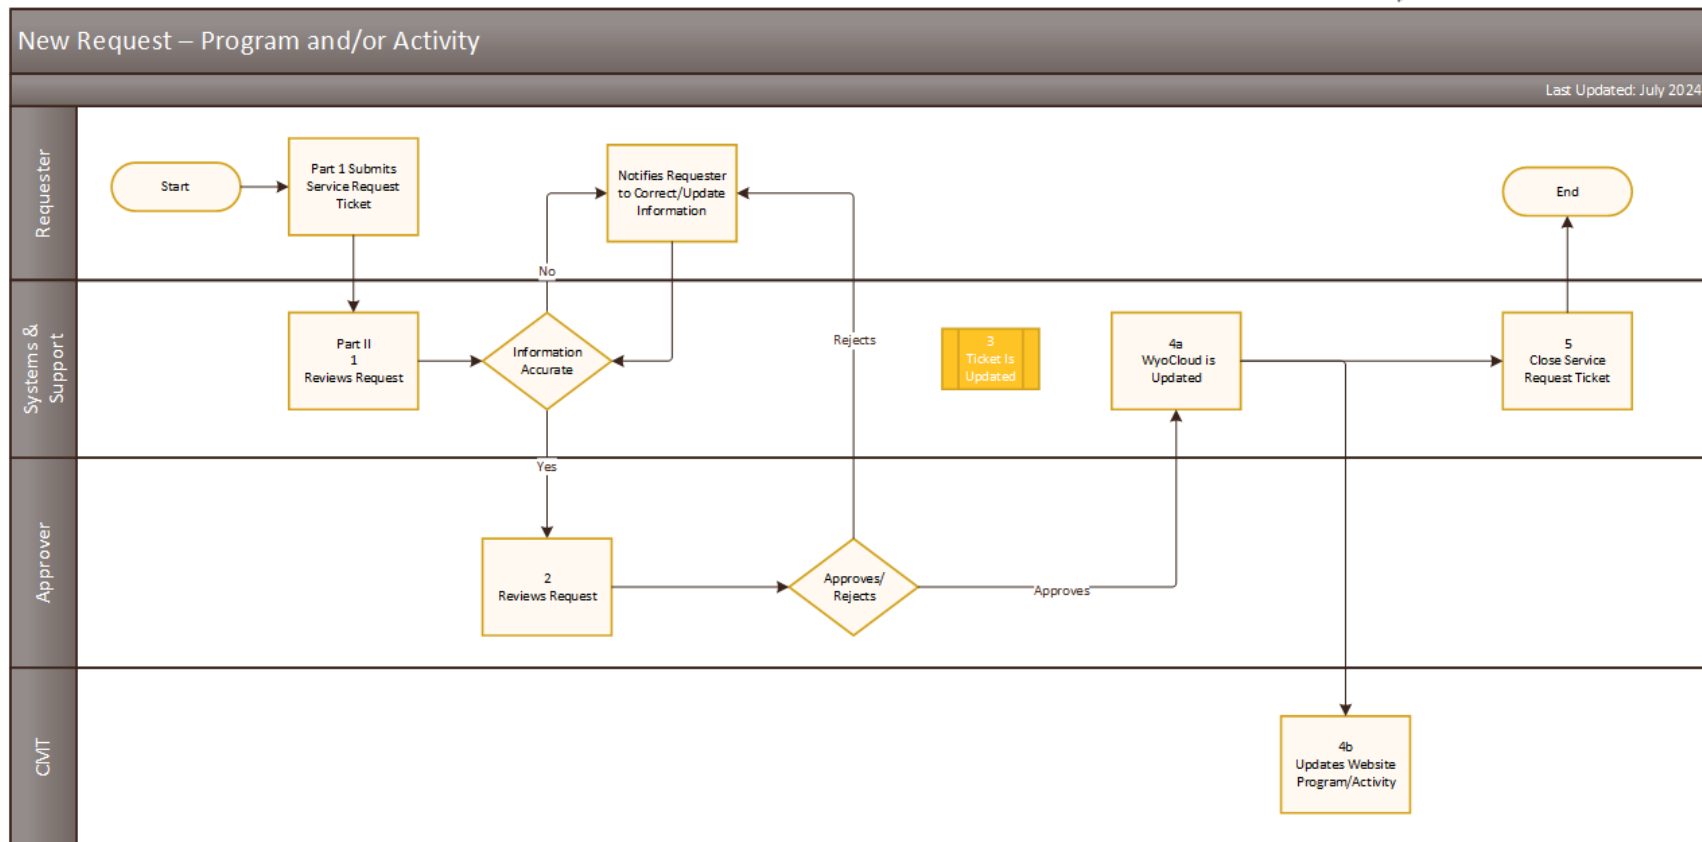 New Request – Program and/or Activity
Last Updated: July 2024
Requester
Start
Part 1 Submits
Service Request
Ticket
Notifies Requester
to Correct/Update
Information
End
No
Systems &
Support
Part II
1
Reviews Request
Information
Accurate
Rejects
3
Ticket Is
Updated
4a
WyoCloud is
Updated
5
Close Service
Request Ticket
Yes
Approver
2
Reviews Request
Approves/
Rejects
Approves
CMT
4b
Updates Website
Program/Activity